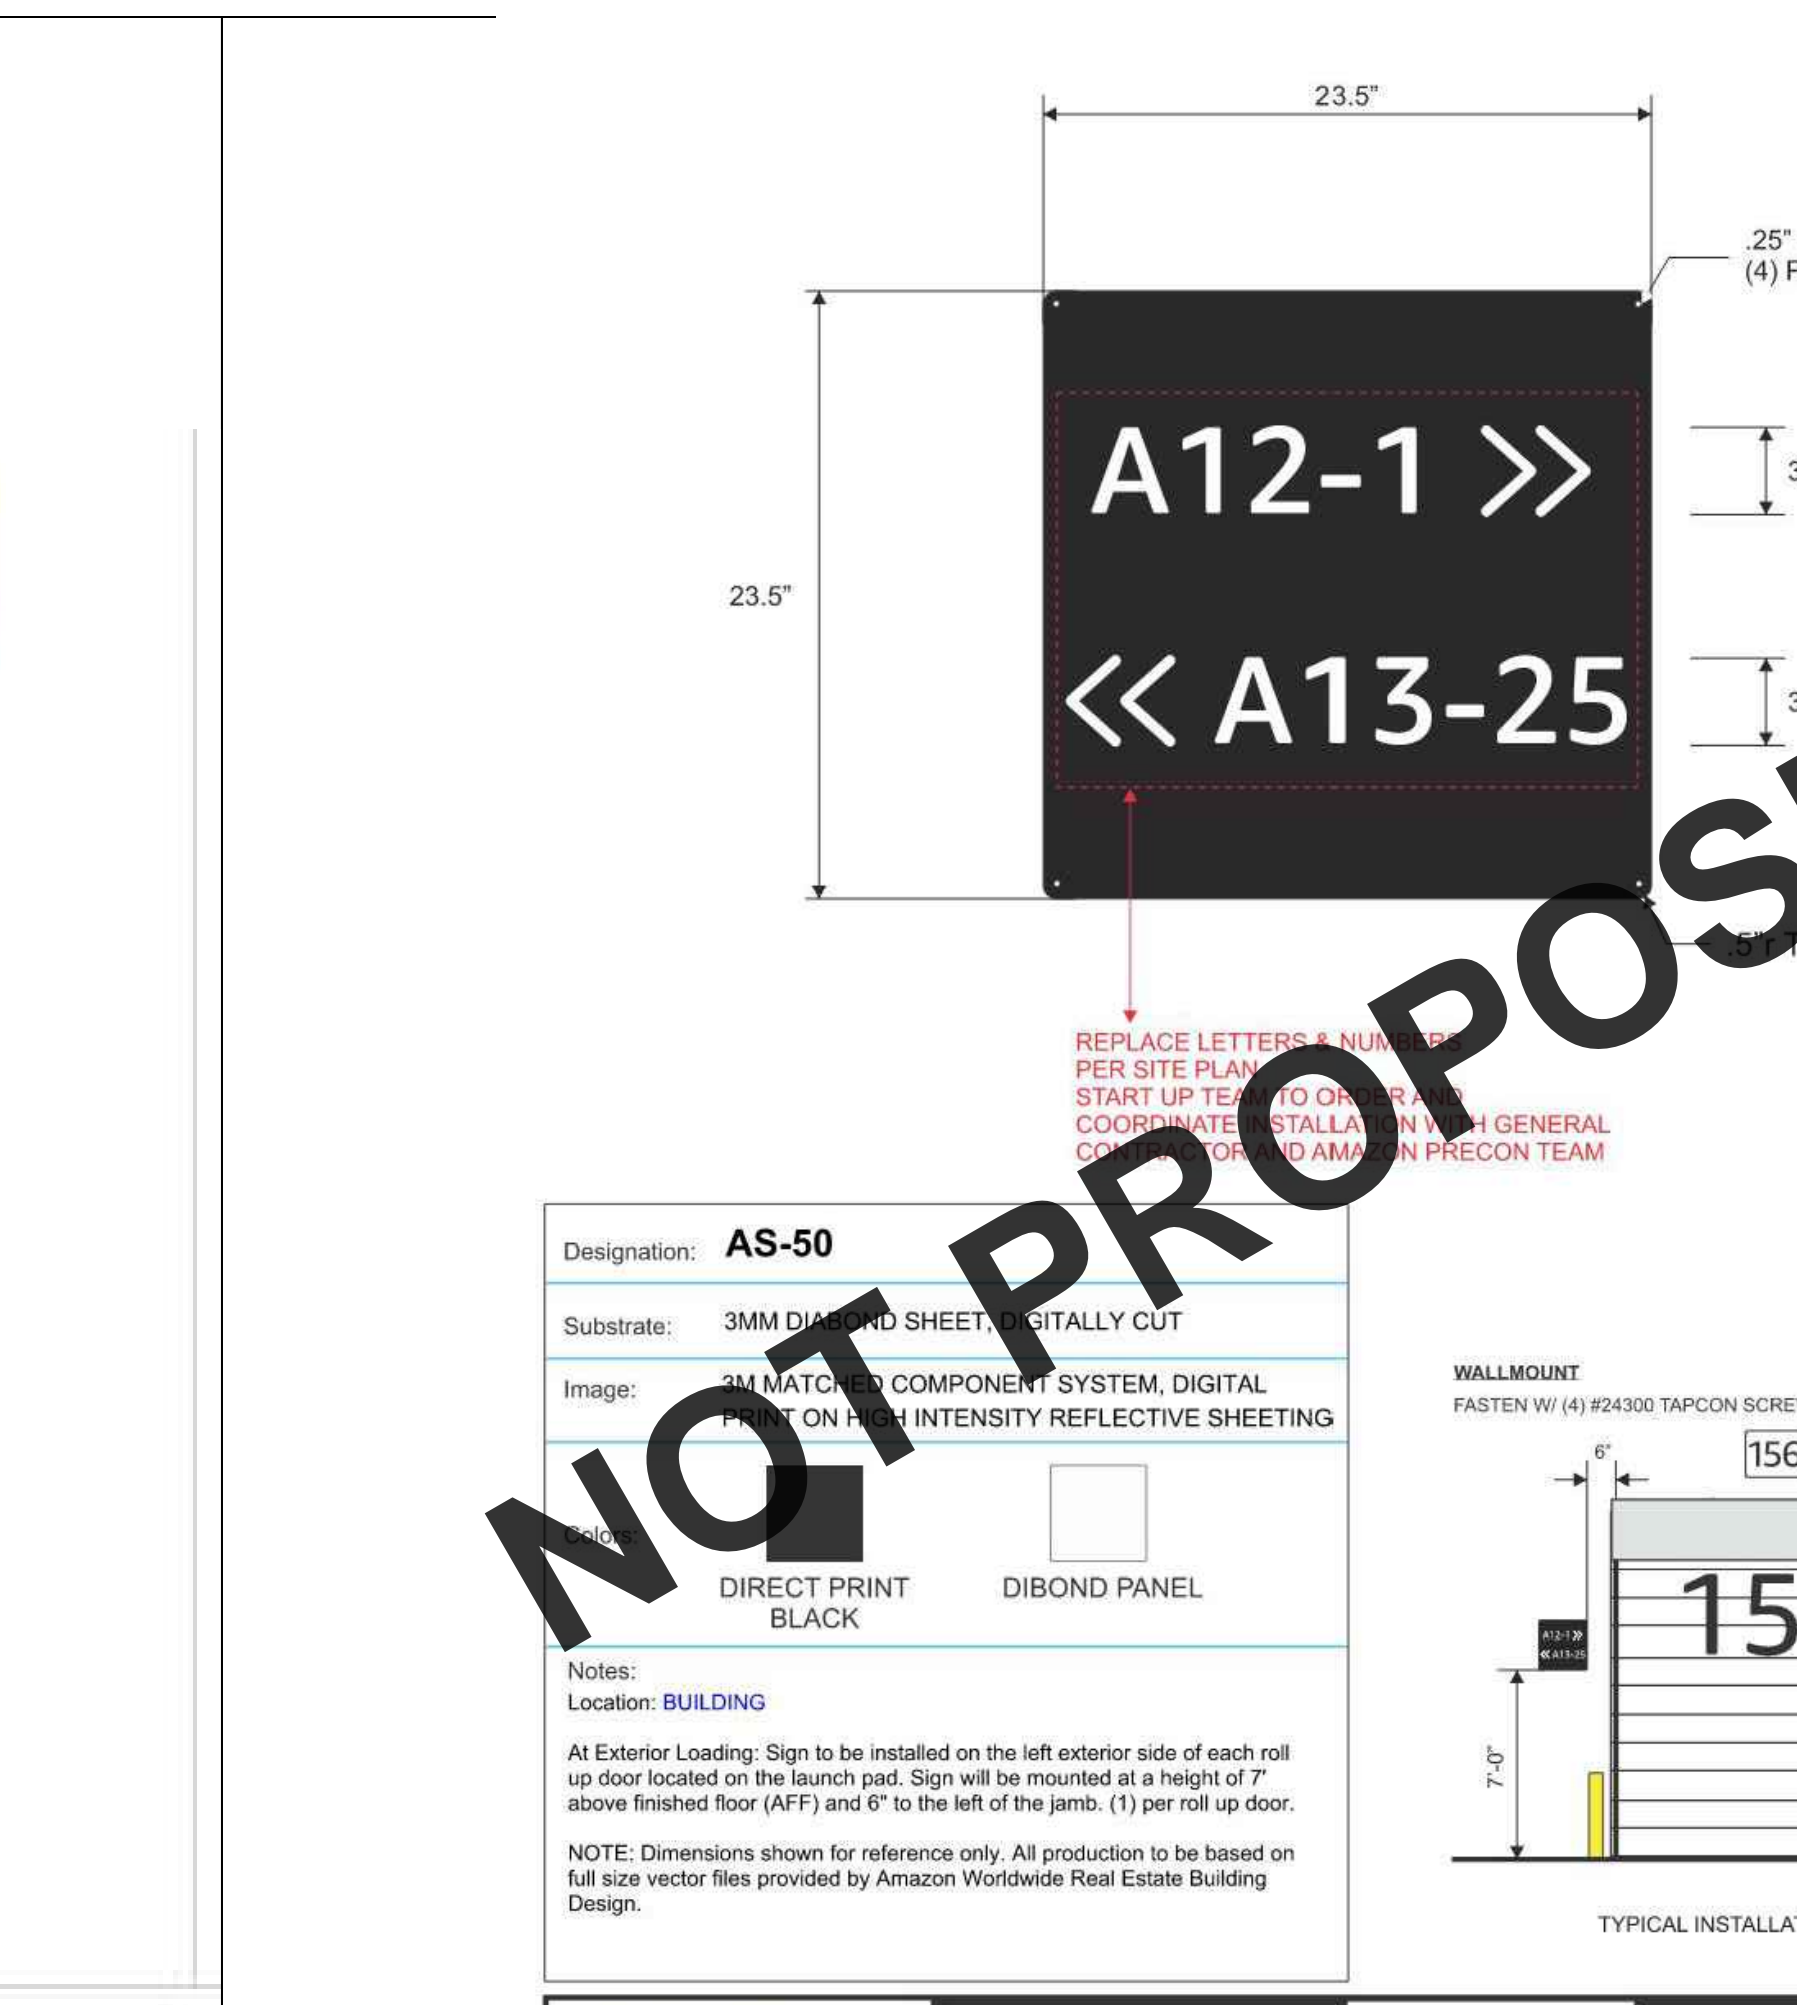 23.5"
.25"
(4)
A12-1 >>
23.5"
<< A13-25
.5"r
REPLACE LETTERS & NUMBERS
PER SITE PLAN
START UP TEAM TO ORDER AND
COORDINATE INSTALLATION WITH GENERAL
CONTRACTOR AND AMAZON PRECON TEAM
NOT
Designation: AS-50
Substrate: 3MM DIABOND SHEET, DIGITALLY CUT
Image: 3M MATCHED COMPONENT SYSTEM, DIGITAL
PRINT ON HIGH INTENSITY REFLECTIVE SHEETING
Colors:
DIRECT PRINT
BLACK
DIBOND PANEL
Notes:
Location: BUILDING
At Exterior Loading: Sign to be installed on the left exterior side of each roll
up door located on the launch pad. Sign will be mounted at a height of 7'
above finished floor (AFF) and 6" to the left of the jamb. (1) per roll up door.
NOTE: Dimensions shown for reference only. All production to be based on
full size vector files provided by Amazon Worldwide Real Estate Building
Design.
WALLMOUNT
FASTEN W/ (4) #24300 TAPCON
6"
156
15
A12-1 >>
<< A13-25
7'-0"
TYPICAL